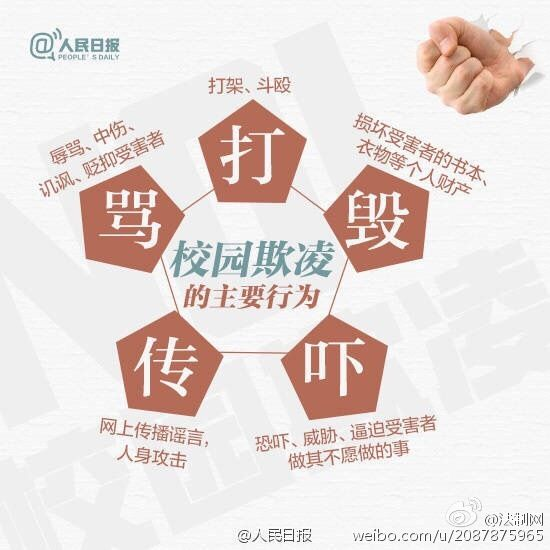 @人民日报
PEOPLE'S DAILY
打架、斗殴
打
辱骂、中伤、
讥讽、贬抑受害者
骂
损坏受害者的书本、
衣物等个人财产
毁
校园欺凌
的主要行为
传
网上传播谣言，
人身攻击
吓
恐吓、威胁、逼迫受害者
做其不愿做的事
@法制网
@人民日报
weibo.com/u/2087875965